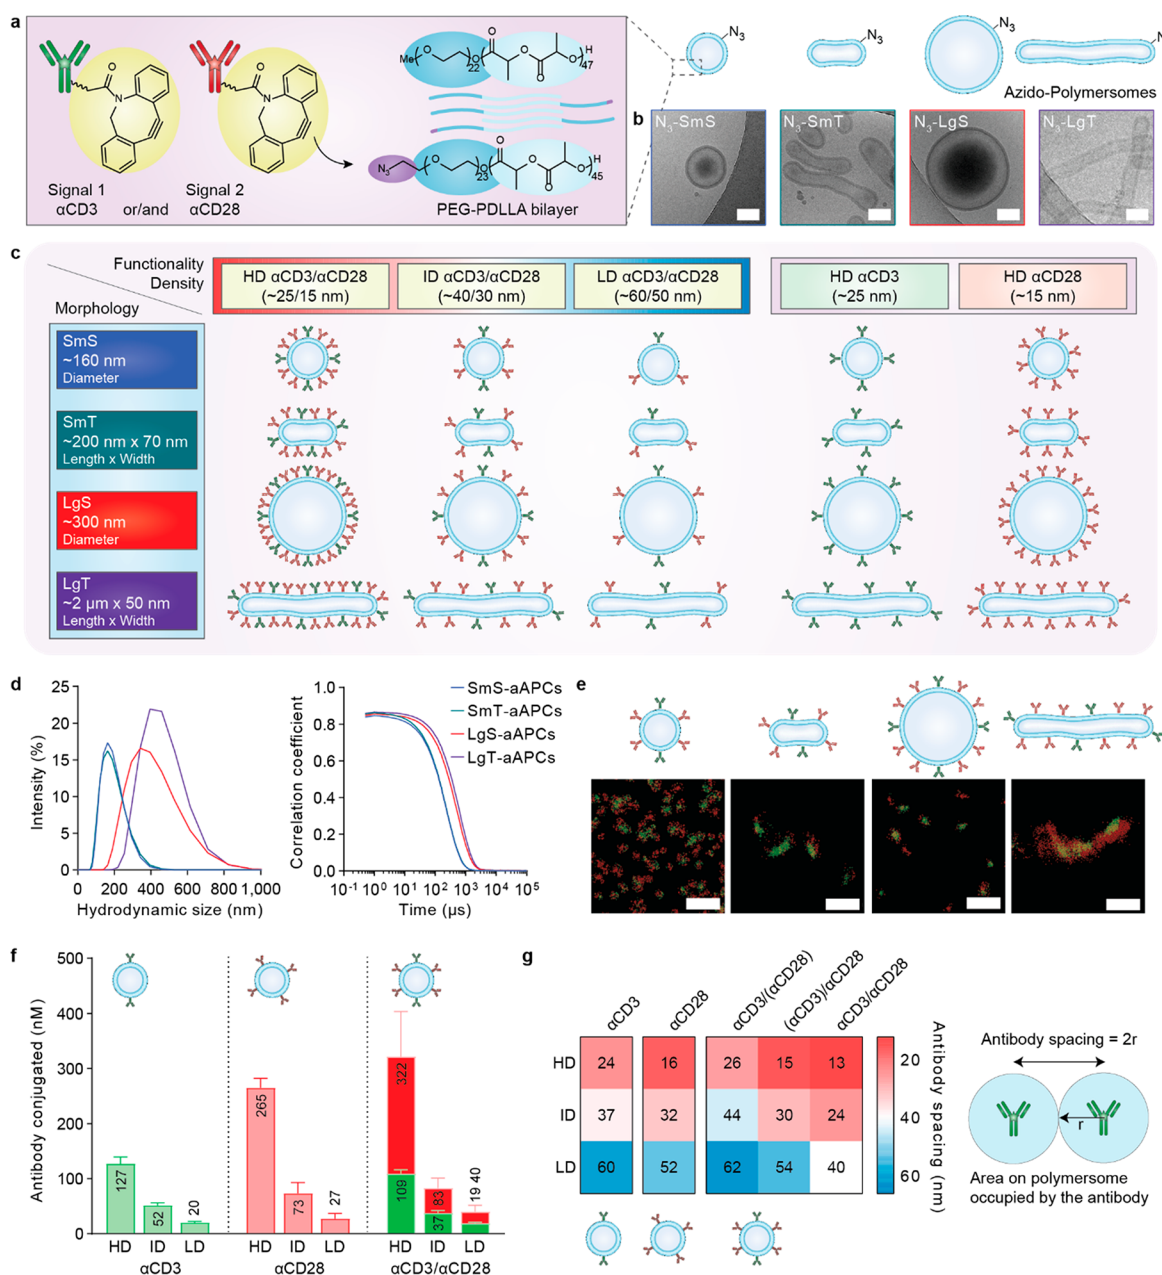 a
O
N
Signal 1
αCD3
or/and
O
N
Signal 2
αCD28
Me
O
22
O
O
O
O
O
H
47
N3
O
23
O
O
O
O
O
H
45
PEG-PDLLA bilayer
N3
N3
N3
Azido-Polymersomes
b
N3-SmS
N3-SmT
N3-LgS
N3-LgT
c
Functionality
Density
Morphology
HD αCD3/αCD28
(~25/15 nm)
ID αCD3/αCD28
(~40/30 nm)
LD αCD3/αCD28
(~60/50 nm)
HD αCD3
(~25 nm)
HD αCD28
(~15 nm)
SmS
~160 nm
Diameter
SmT
~200 nm x 70 nm
Length x Width
LgS
~300 nm
Diameter
LgT
~2 µm x 50 nm
Length x Width
d
Intensity (%)
25
20
15
10
5
0
0 200 400 600 800 1,000
Hydrodynamic size (nm)
Correlation coefficient
1.0
0.8
0.6
0.4
0.2
0
10-1 100 101 102 103 104 105
Time (µs)
SmS-aAPCs
SmT-aAPCs
LgS-aAPCs
LgT-aAPCs
e
f
Antibody conjugated (nM)
500
400
300
200
100
0
127
52
20
265
73
27
322
109
83
37
19 40
HD ID LD
αCD3
HD ID LD
αCD28
HD ID LD
αCD3/αCD28
g
αCD3
αCD28
αCD3/(αCD28)
(αCD3)/αCD28
αCD3/αCD28
HD 24 16 26 15 13
ID 37 32 44 30 24
LD 60 52 62 54 40
20
40
60
Antibody spacing (nm)
Antibody spacing = 2r
r
Area on polymersome
occupied by the antibody